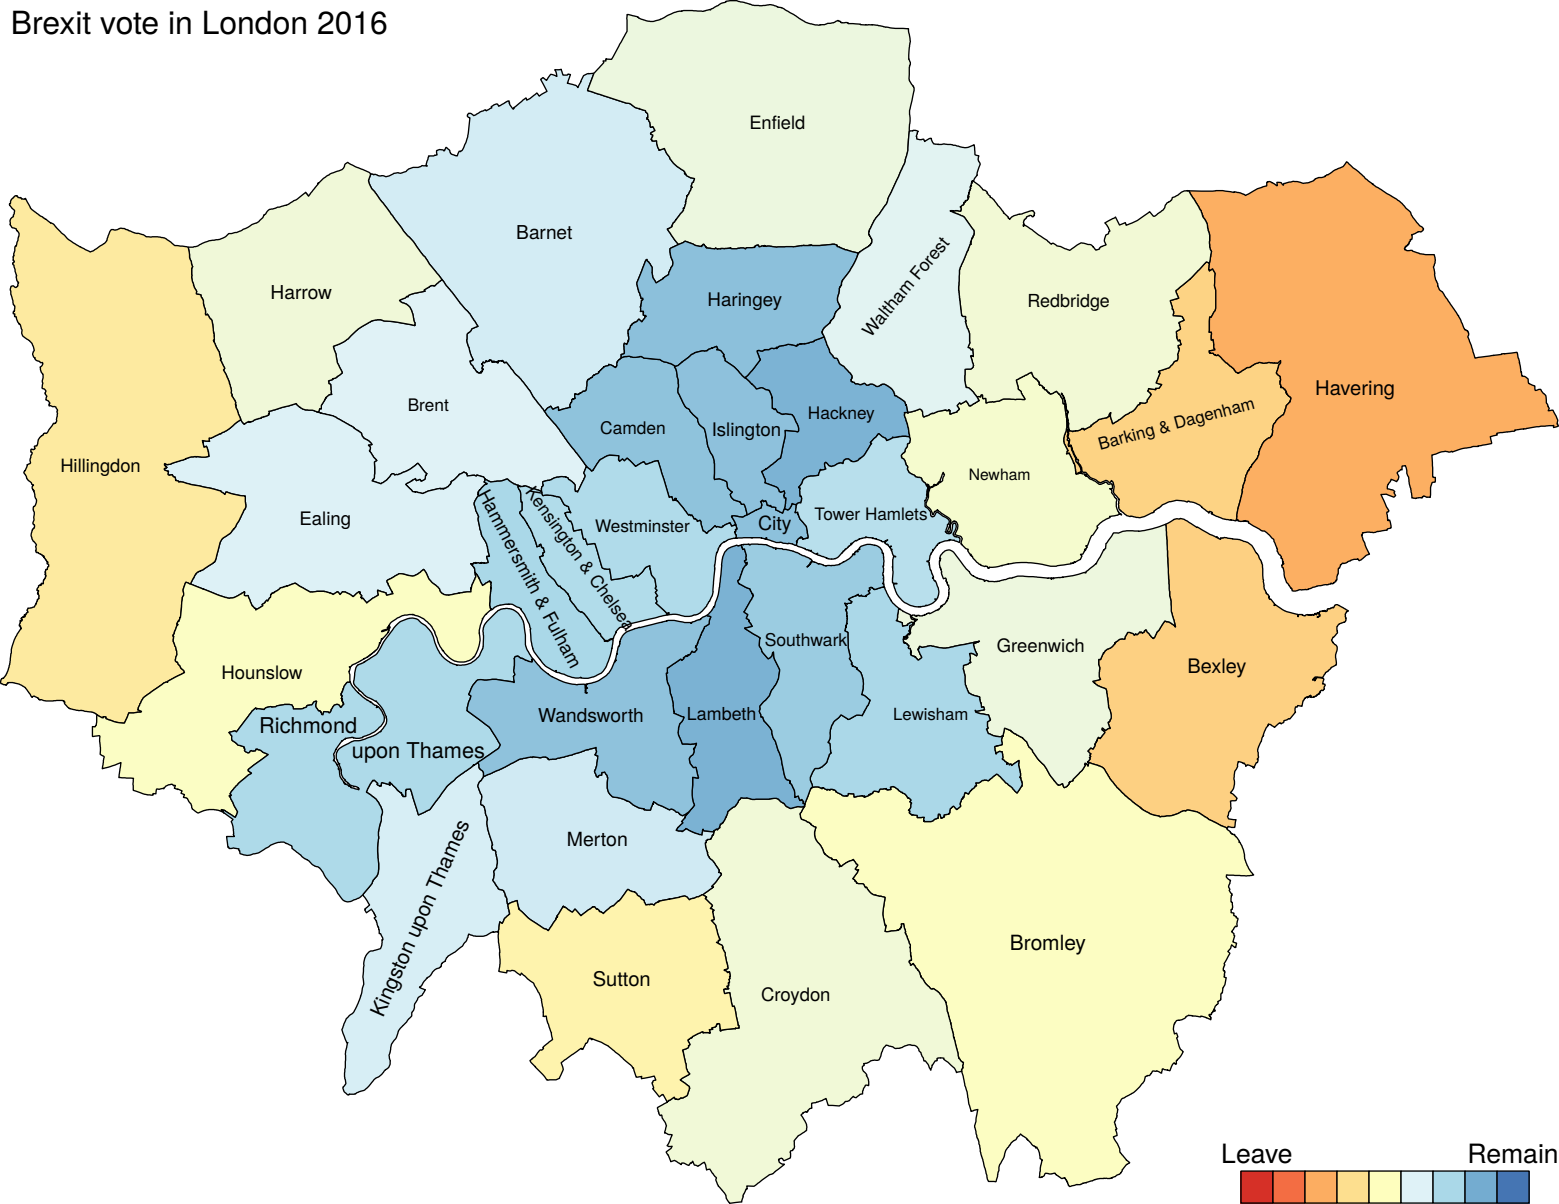 Brexit vote in London 2016
Enfield
Barnet
Waltham Forest
Harrow
Haringey
Redbridge
Havering
Brent
Camden
Islington
Hackney
Barking & Dagenham
Hillingdon
Ealing
Newham
Hammersmith & Fulham
Kensington & Chelsea
Westminster
City
Tower Hamlets
Hounslow
Southwark
Greenwich
Bexley
Richmond
upon Thames
Wandsworth
Lambeth
Lewisham
Merton
Kingston upon Thames
Sutton
Croydon
Bromley
Leave
Remain